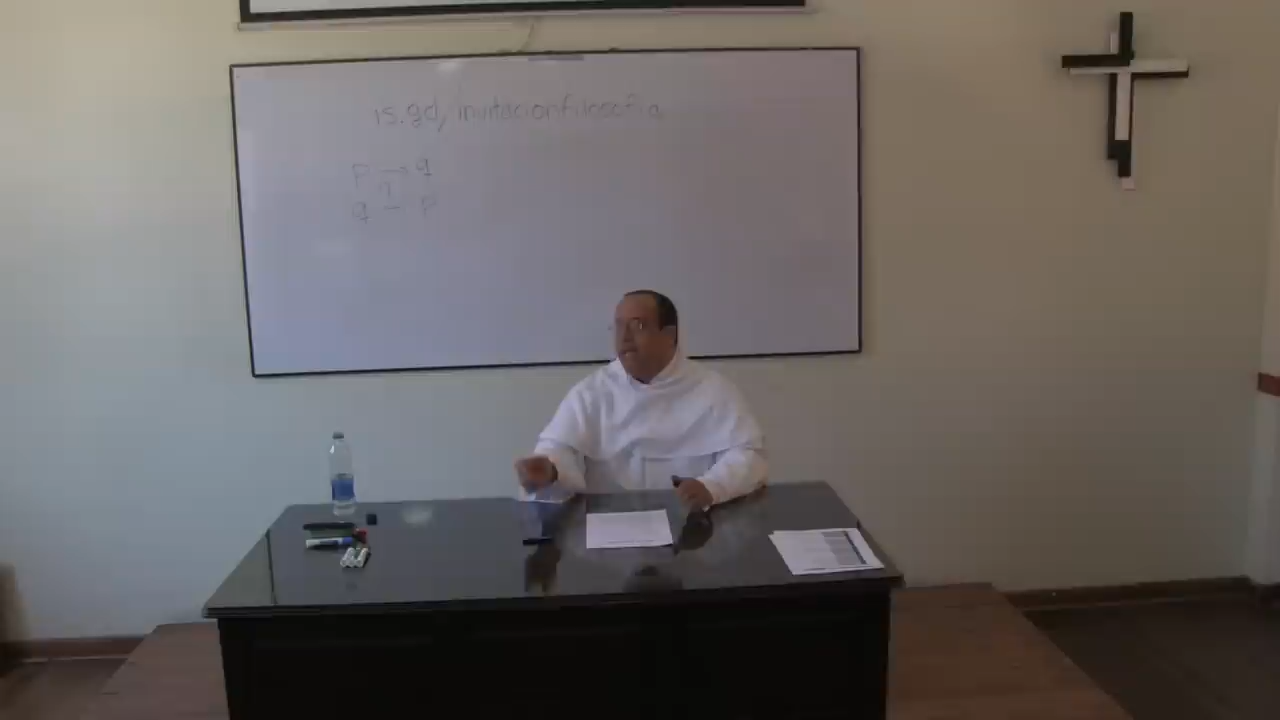 is.gd/invitacionfilosofia
p → q
?
q — p